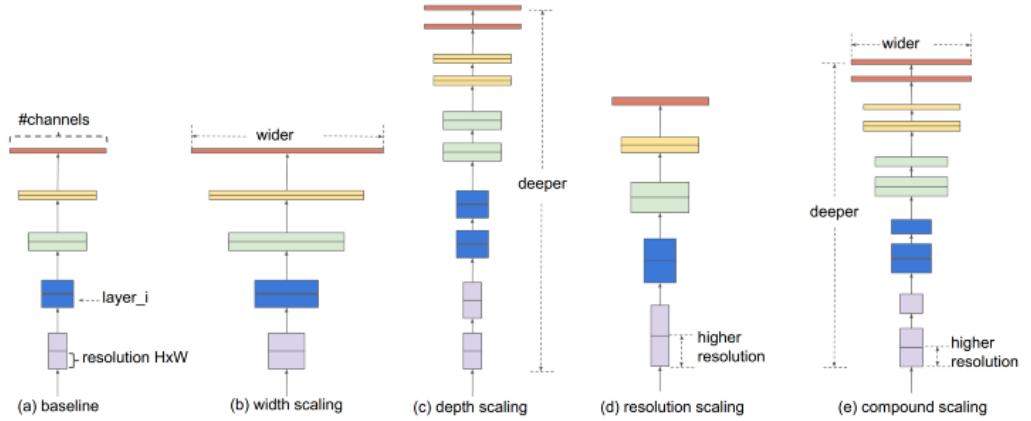 #channels
layer_i
resolution HxW
(a) baseline
wider
(b) width scaling
deeper
(c) depth scaling
higher
resolution
(d) resolution scaling
wider
deeper
higher
resolution
(e) compound scaling